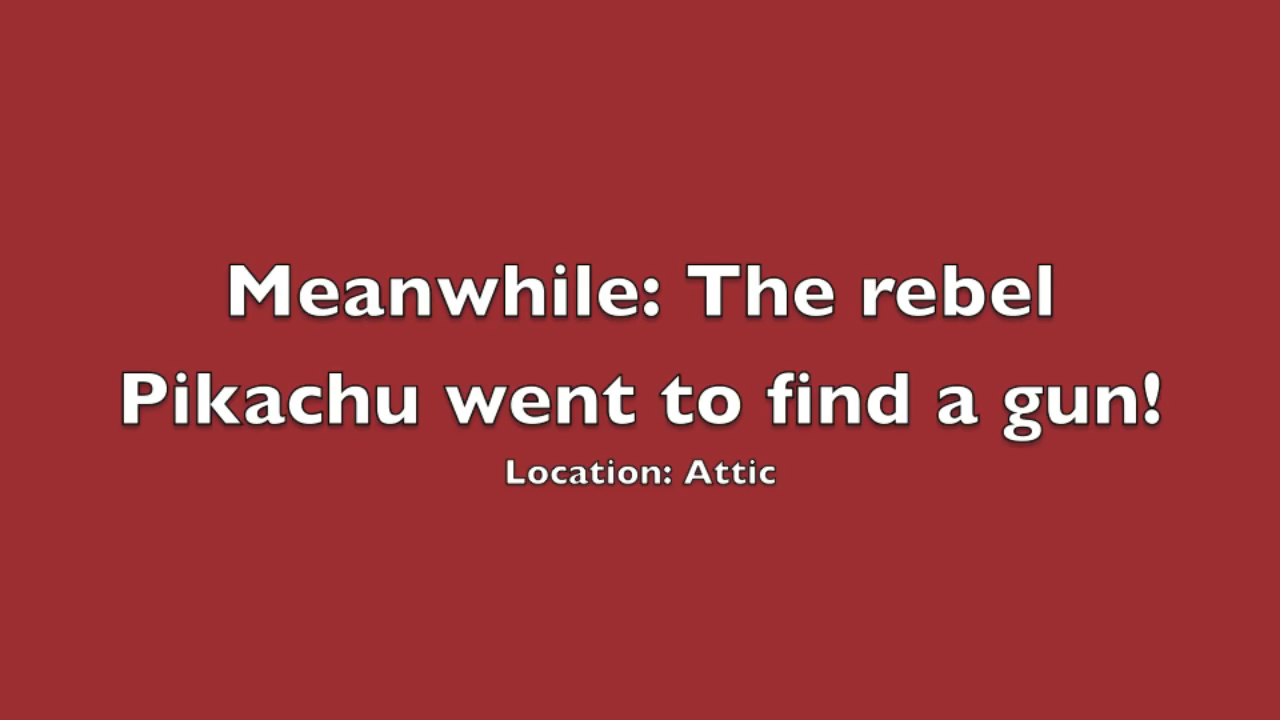 Meanwhile: The rebel
Pikachu went to find a gun!
Location: Attic